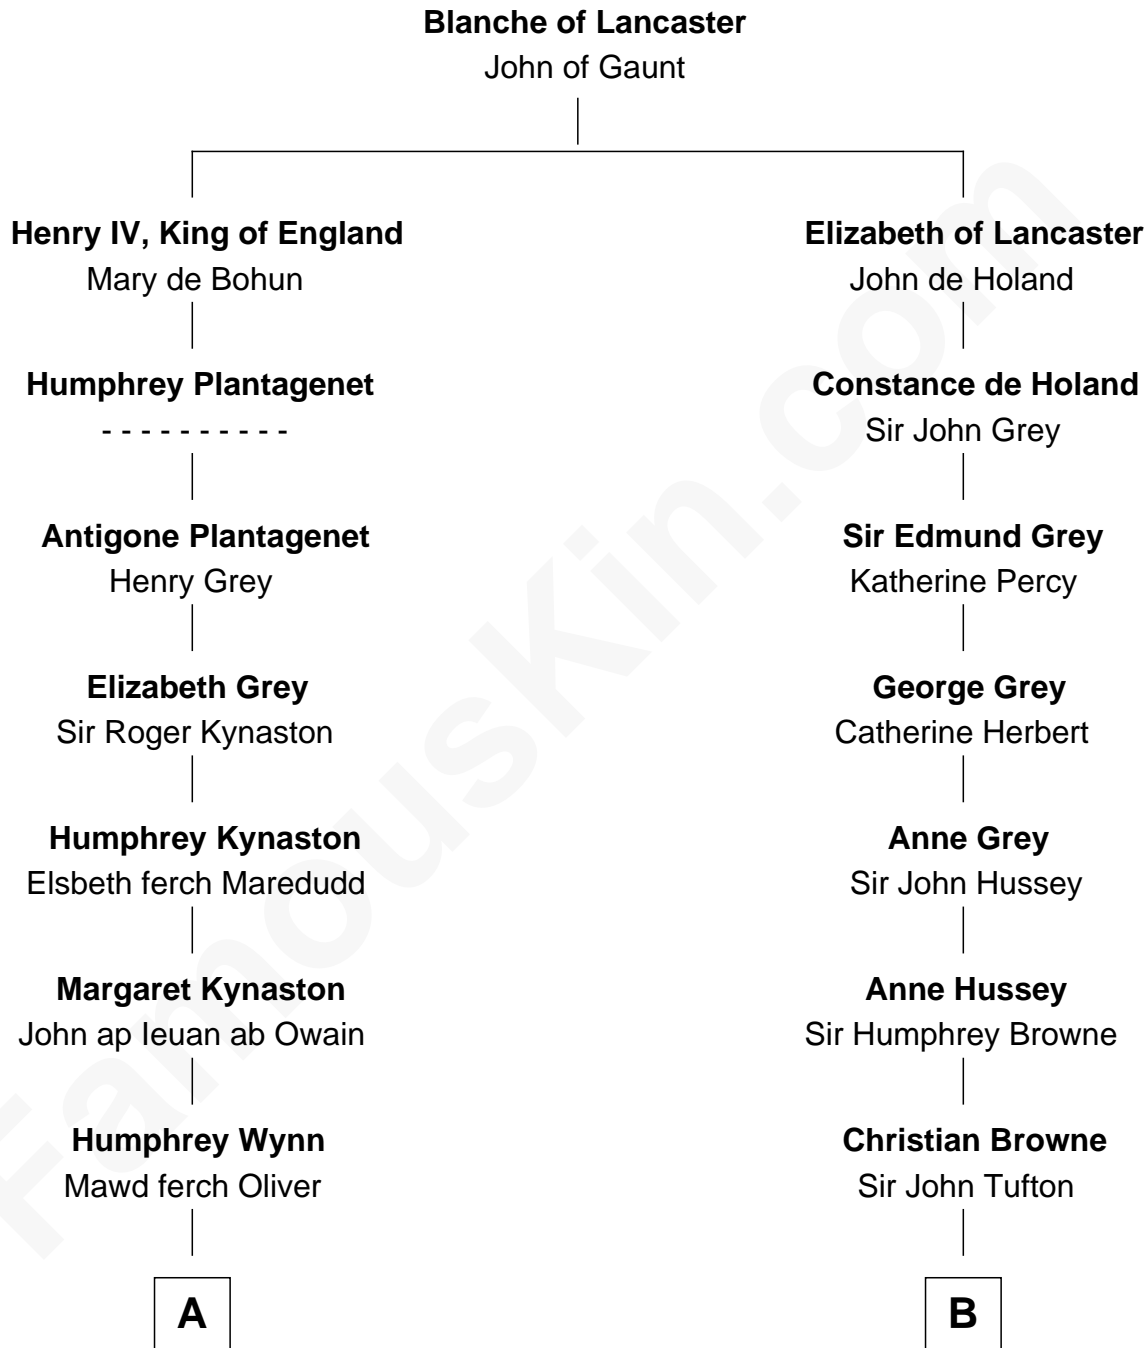 Blanche of Lancaster
John of Gaunt
Henry IV, King of England
Mary de Bohun
Humphrey Plantagenet
- - - - - - - - - -
Antigone Plantagenet
Henry Grey
Elizabeth Grey
Sir Roger Kynaston
Humphrey Kynaston
Elsbeth ferch Maredudd
Margaret Kynaston
John ap Ieuan ab Owain
Humphrey Wynn
Mawd ferch Oliver
A
Elizabeth of Lancaster
John de Holand
Constance de Holand
Sir John Grey
Sir Edmund Grey
Katherine Percy
George Grey
Catherine Herbert
Anne Grey
Sir John Hussey
Anne Hussey
Sir Humphrey Browne
Christian Browne
Sir John Tufton
B
FamousKin.com